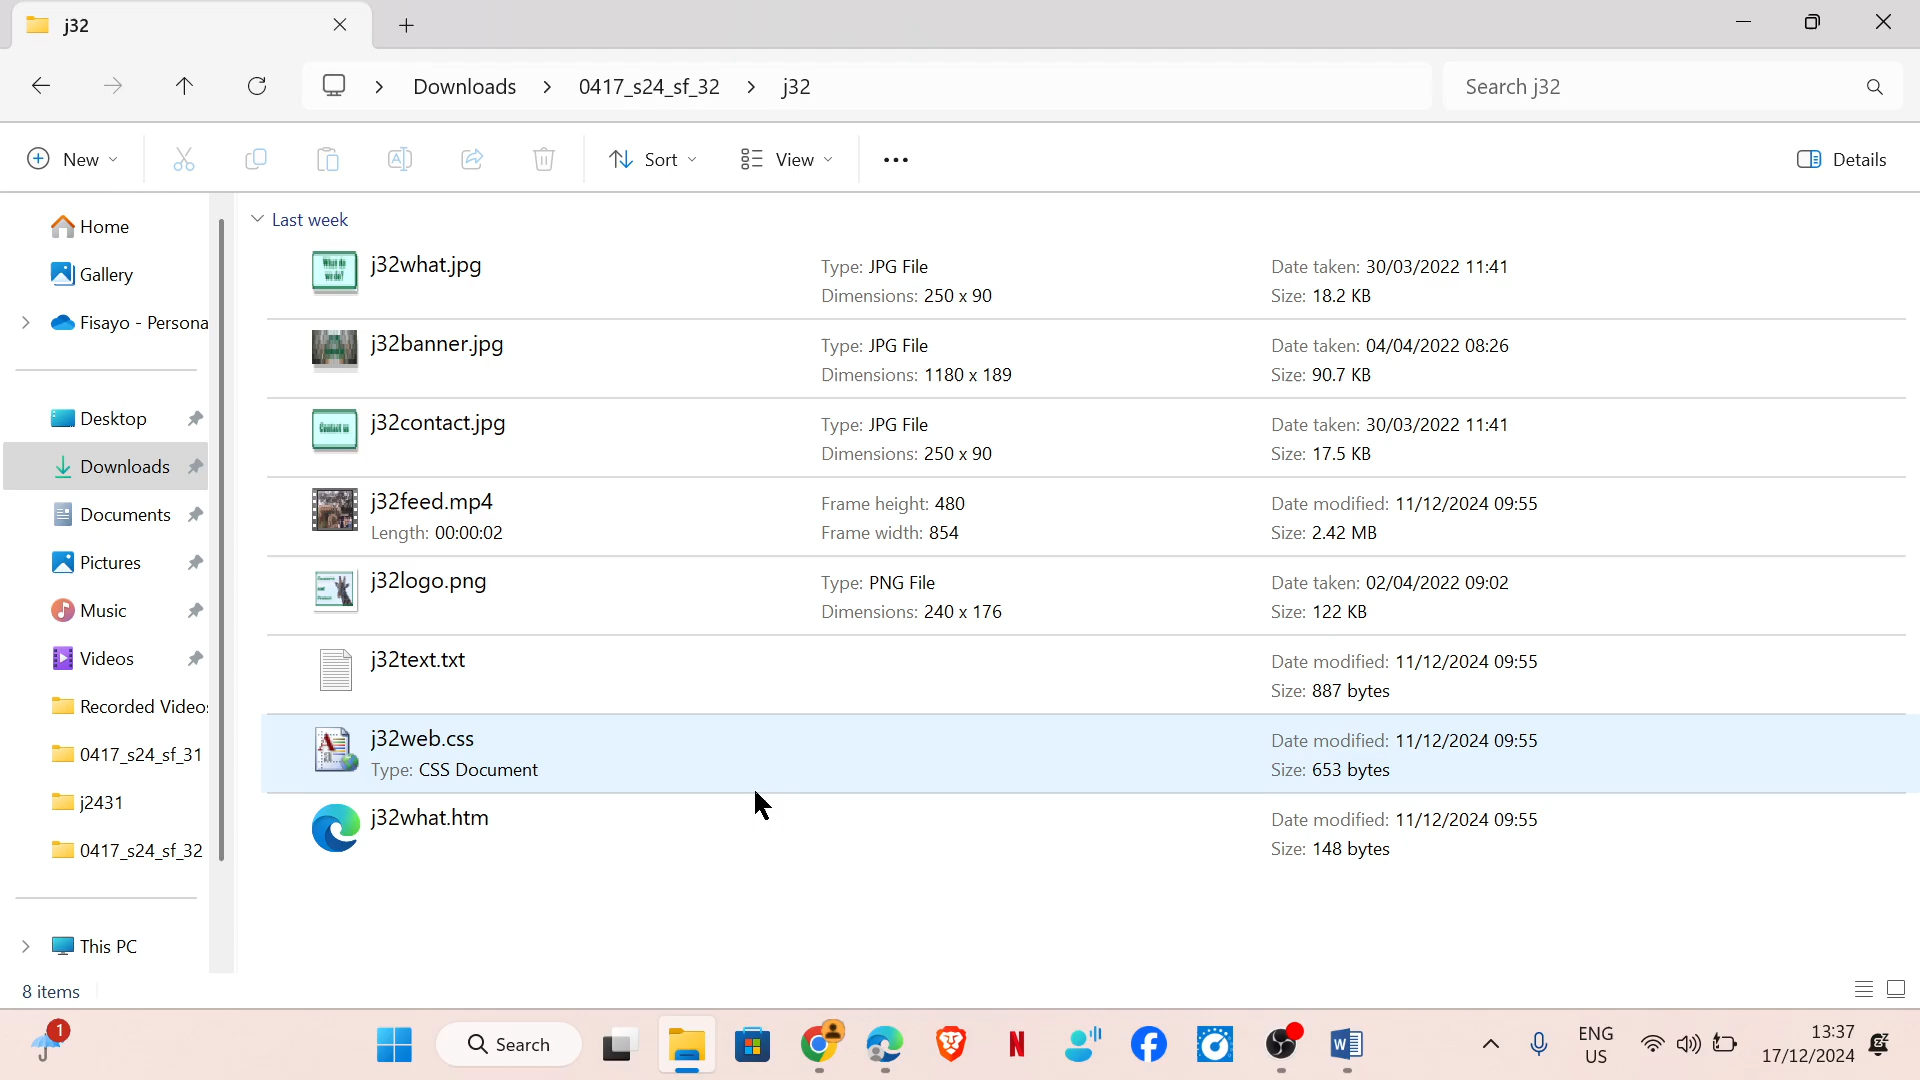 j32
Downloads
0417_s24_sf_32
j32
Search j32
New
Sort
View
Details
Home
Gallery
Fisayo - Persona
Desktop
Downloads
Documents
Pictures
Music
Videos
Recorded Videos
0417_s24_sf_31
j2431
0417_s24_sf_32
This PC
Last week
What do
we do?
j32what.jpg
Type: JPG File
Dimensions: 250 x 90
Date taken: 30/03/2022 11:41
Size: 18.2 KB
j32banner.jpg
Type: JPG File
Dimensions: 1180 x 189
Date taken: 04/04/2022 08:26
Size: 90.7 KB
Contact us
j32contact.jpg
Type: JPG File
Dimensions: 250 x 90
Date taken: 30/03/2022 11:41
Size: 17.5 KB
j32feed.mp4
Length: 00:00:02
Frame height: 480
Frame width: 854
Date modified: 11/12/2024 09:55
Size: 2.42 MB
j32logo.png
Type: PNG File
Dimensions: 240 x 176
Date taken: 02/04/2022 09:02
Size: 122 KB
j32text.txt
Date modified: 11/12/2024 09:55
Size: 887 bytes
j32web.css
Type: CSS Document
Date modified: 11/12/2024 09:55
Size: 653 bytes
j32what.htm
Date modified: 11/12/2024 09:55
Size: 148 bytes
8 items
1
Search
N
ENG
US
13:37
17/12/2024